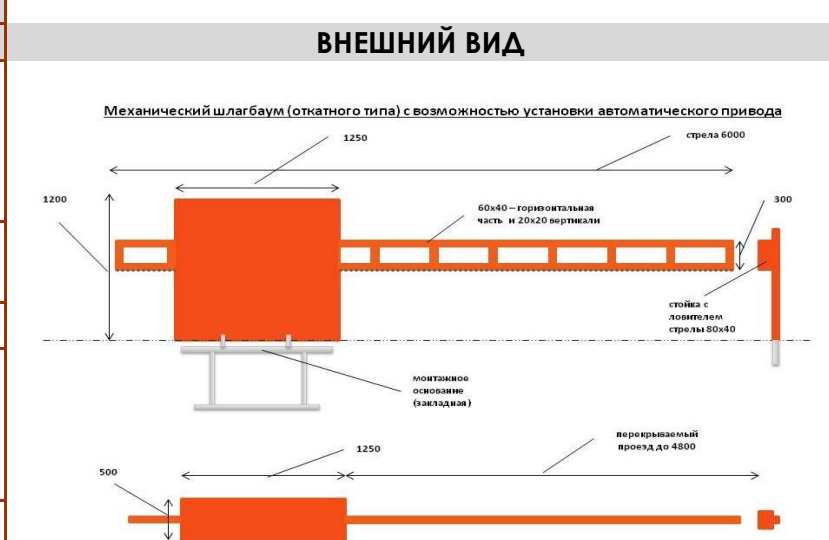 ВНЕШНИЙ ВИД
Механический шлагбаум (откатного типа) с возможностью установки автоматического привода
1250
стрела 6000
1200
60х40 – горизонтальная
часть и 20х20 вертикали
300
стойка с
ловителем
стрелы 80х40
монтажное
основание
(закладная)
перекрываемый
проезд до 4800
1250
500